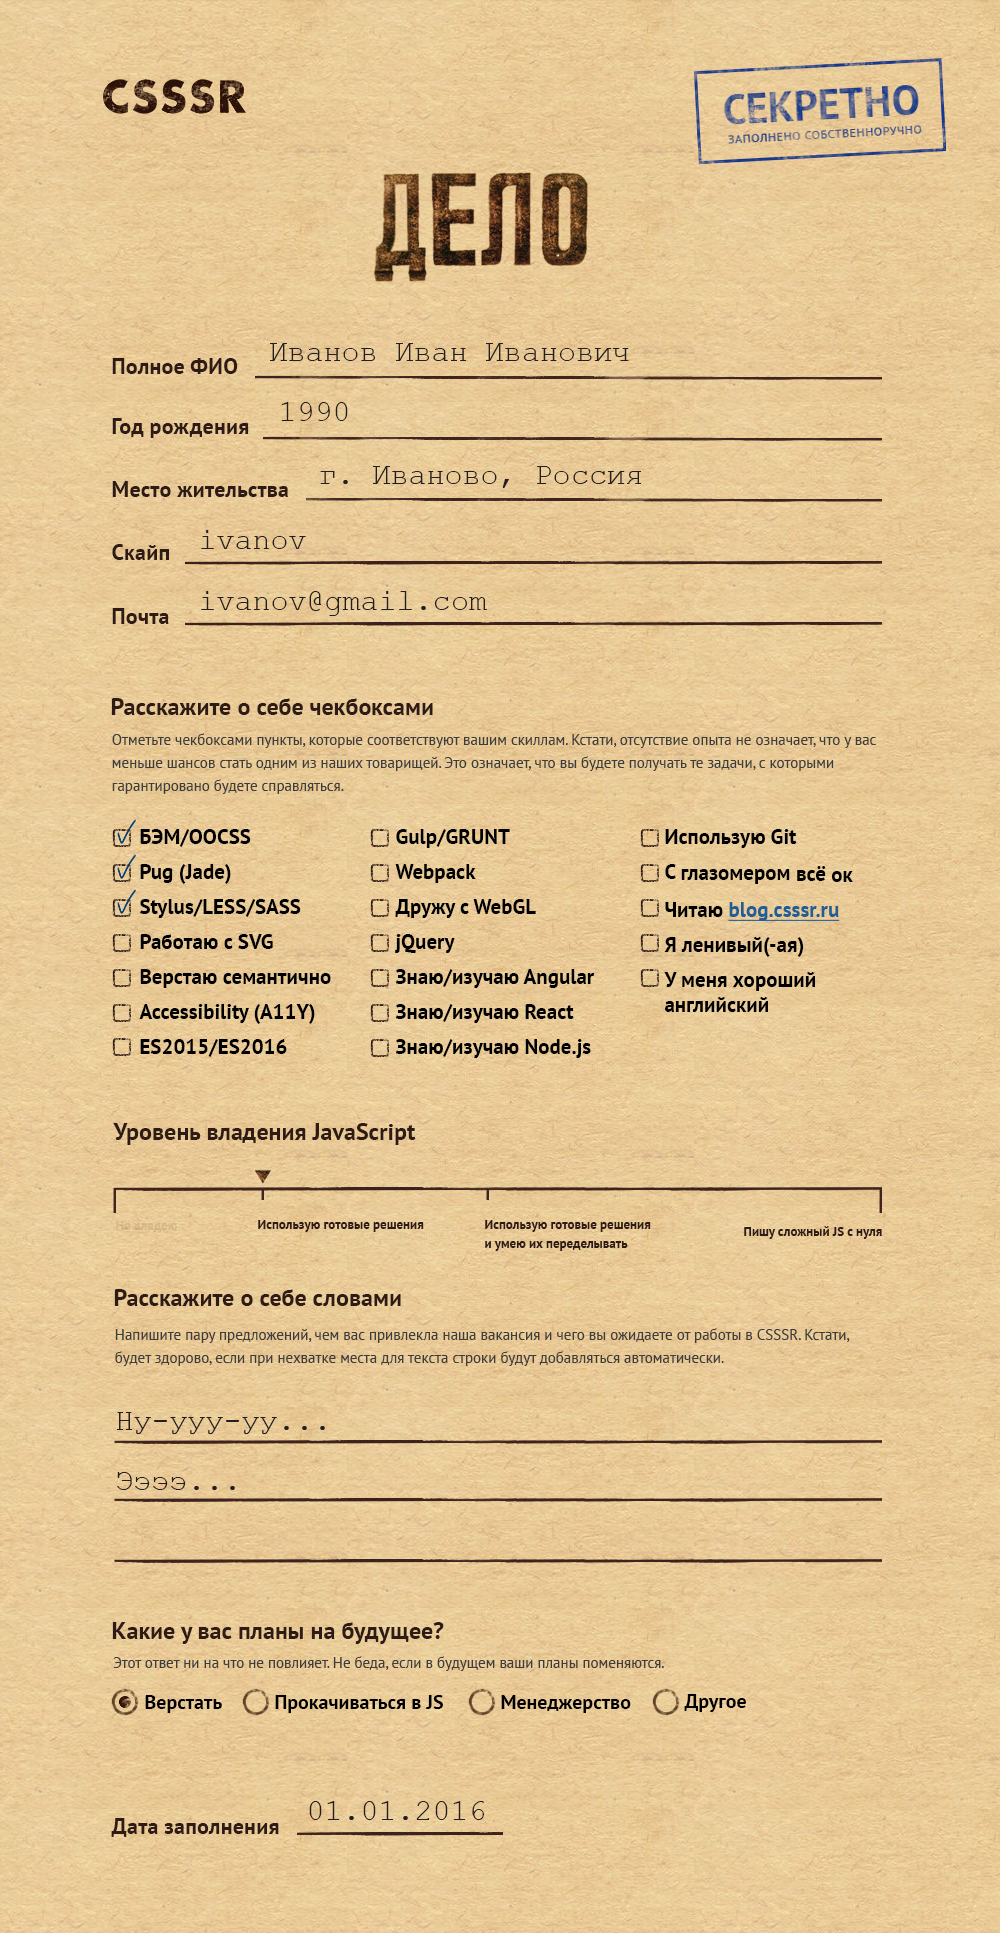 CSSSR
СЕКРЕТНО
ЗАПОЛНЕНО СОБСТВЕННОРУЧНО
ДЕЛО
Полное ФИО Иванов Иван Иванович
Год рождения 1990
Место жительства г. Иваново, Россия
Скайп ivanov
Почта ivanov@gmail.com
Расскажите о себе чекбоксами
Отметьте чекбоксами пункты, которые соответствуют вашим скиллам. Кстати, отсутствие опыта не означает, что у вас
меньше шансов стать одним из наших товарищей. Это означает, что вы будете получать те задачи, с которыми
гарантировано будете справляться.
БЭМ/OOCSS
Pug (Jade)
Stylus/LESS/SASS
Работаю с SVG
Верстаю семантично
Accessibility (A11Y)
ES2015/ES2016
Gulp/GRUNT
Webpack
Дружу с WebGL
jQuery
Знаю/изучаю Angular
Знаю/изучаю React
Знаю/изучаю Node.js
Использую Git
С глазомером всё ок
Читаю blog.csssr.ru
Я ленивый(-ая)
У меня хороший
английский
Уровень владения JavaScript
Не владею
Использую готовые решения
Использую готовые решения
и умею их переделывать
Пишу сложный JS с нуля
Расскажите о себе словами
Напишите пару предложений, чем вас привлекла наша вакансия и чего вы ожидаете от работы в CSSSR. Кстати,
будет здорово, если при нехватке места для текста строки будут добавляться автоматически.
Ну-ууу-уу...
Ээээ...
Какие у вас планы на будущее?
Этот ответ ни на что не повлияет. Не беда, если в будущем ваши планы поменяются.
Верстать Прокачиваться в JS Менеджерство Другое
Дата заполнения 01.01.2016